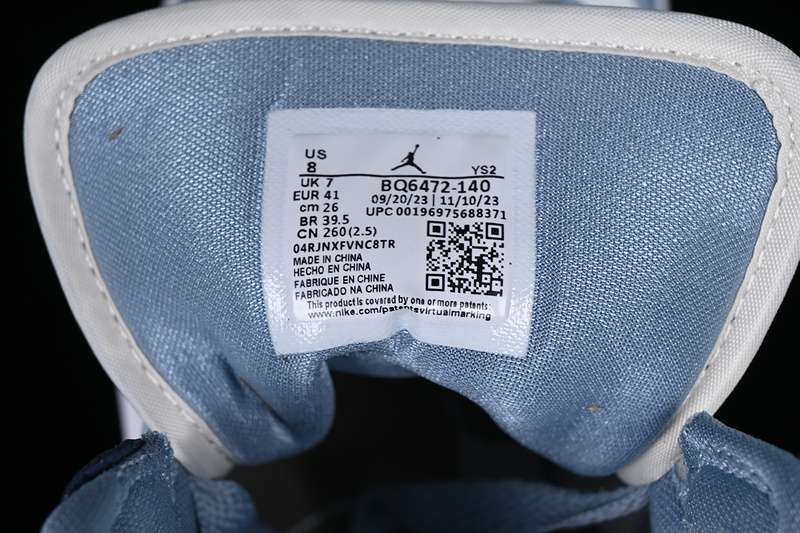 US
8
YS2
UK 7
EUR 41
cm 26
BR 39.5
CN 260 (2.5)
04RJNXFVNC8TR
MADE IN CHINA
HECHO EN CHINA
FABRIQUE EN CHINE
FABRICADO NA CHINA
BQ6472-140
09/20/23 | 11/10/23
UPC 00196975688371
This product is covered by one or more patents.
www.nike.com/patentsvirtualmarking